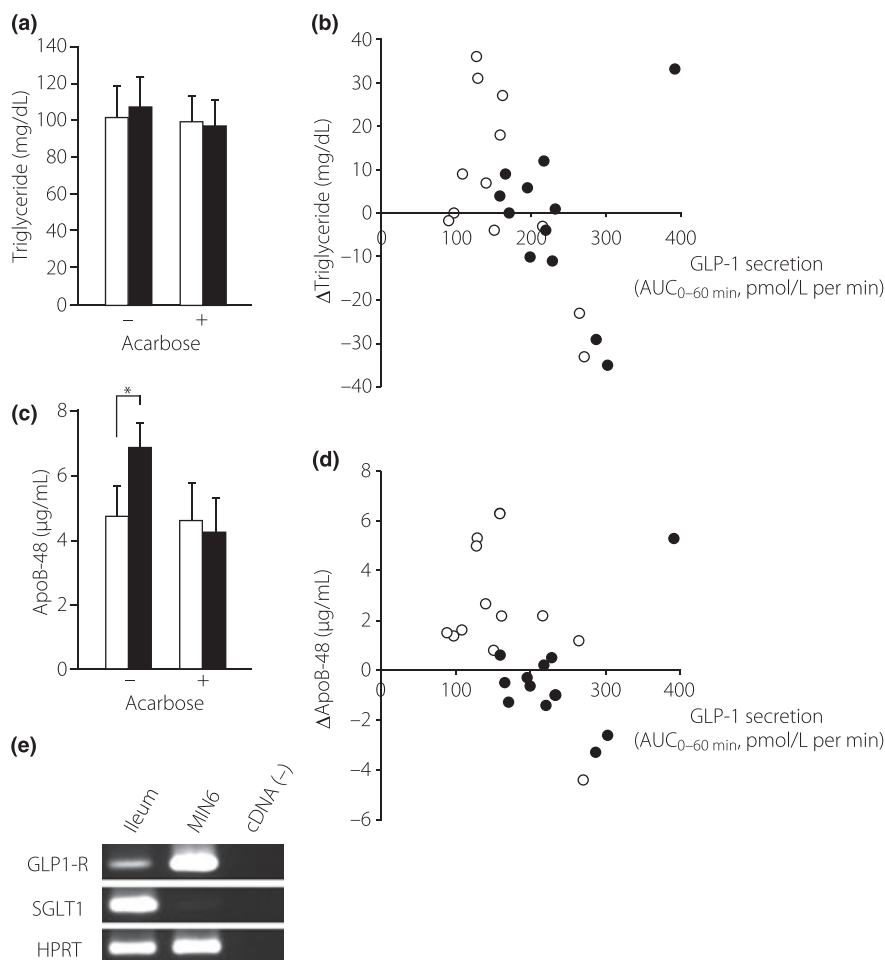 (a)
140
120
100
80
60
40
20
0
Triglyceride (mg/dL)
– +
Acarbose
(b)
40
30
20
10
0
–10
–20
–30
–40
ΔTriglyceride (mg/dL)
0 100 200 300 400
GLP-1 secretion
(AUC0–60 min, pmol/L per min)
(c)
*
8
6
4
2
0
ApoB-48 (µg/mL)
– +
Acarbose
(d)
8
6
4
2
0
–2
–4
–6
ΔApoB-48 (µg/mL)
0 100 200 300 400
GLP-1 secretion
(AUC0–60 min, pmol/L per min)
(e)
Ileum MIN6 cDNA (–)
GLP1-R
SGLT1
HPRT